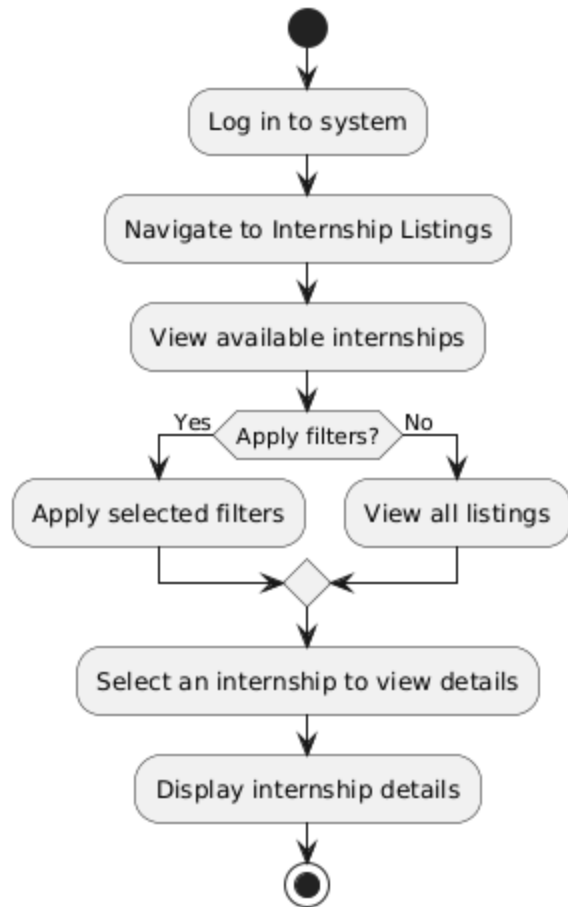 Log in to system
Navigate to Internship Listings
View available internships
Yes
Apply filters?
No
Apply selected filters
View all listings
Select an internship to view details
Display internship details